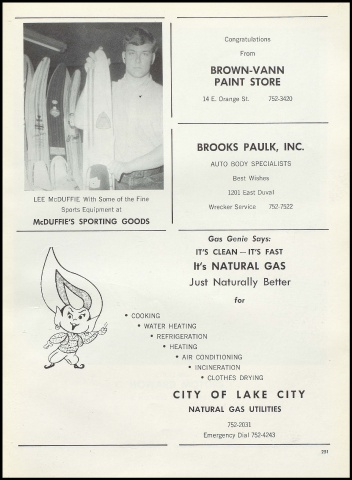 LEE McDUFFIE With Some of the Fine
Sports Equipment at
McDUFFIE'S SPORTING GOODS
Congratulations
From
BROWN-VANN
PAINT STORE
14 E. Orange St. 752-3420
BROOKS PAULK, INC.
AUTO BODY SPECIALISTS
Best Wishes
1201 East Duval
Wrecker Service 752-7522
Gas Genie Says:
IT'S CLEAN — IT'S FAST
It's NATURAL GAS
Just Naturally Better
for
• COOKING
• WATER HEATING
• REFRIGERATION
• HEATING
• AIR CONDITIONING
• INCINERATION
• CLOTHES DRYING
CITY OF LAKE CITY
NATURAL GAS UTILITIES
752-2031
Emergency Dial 752-4243
201